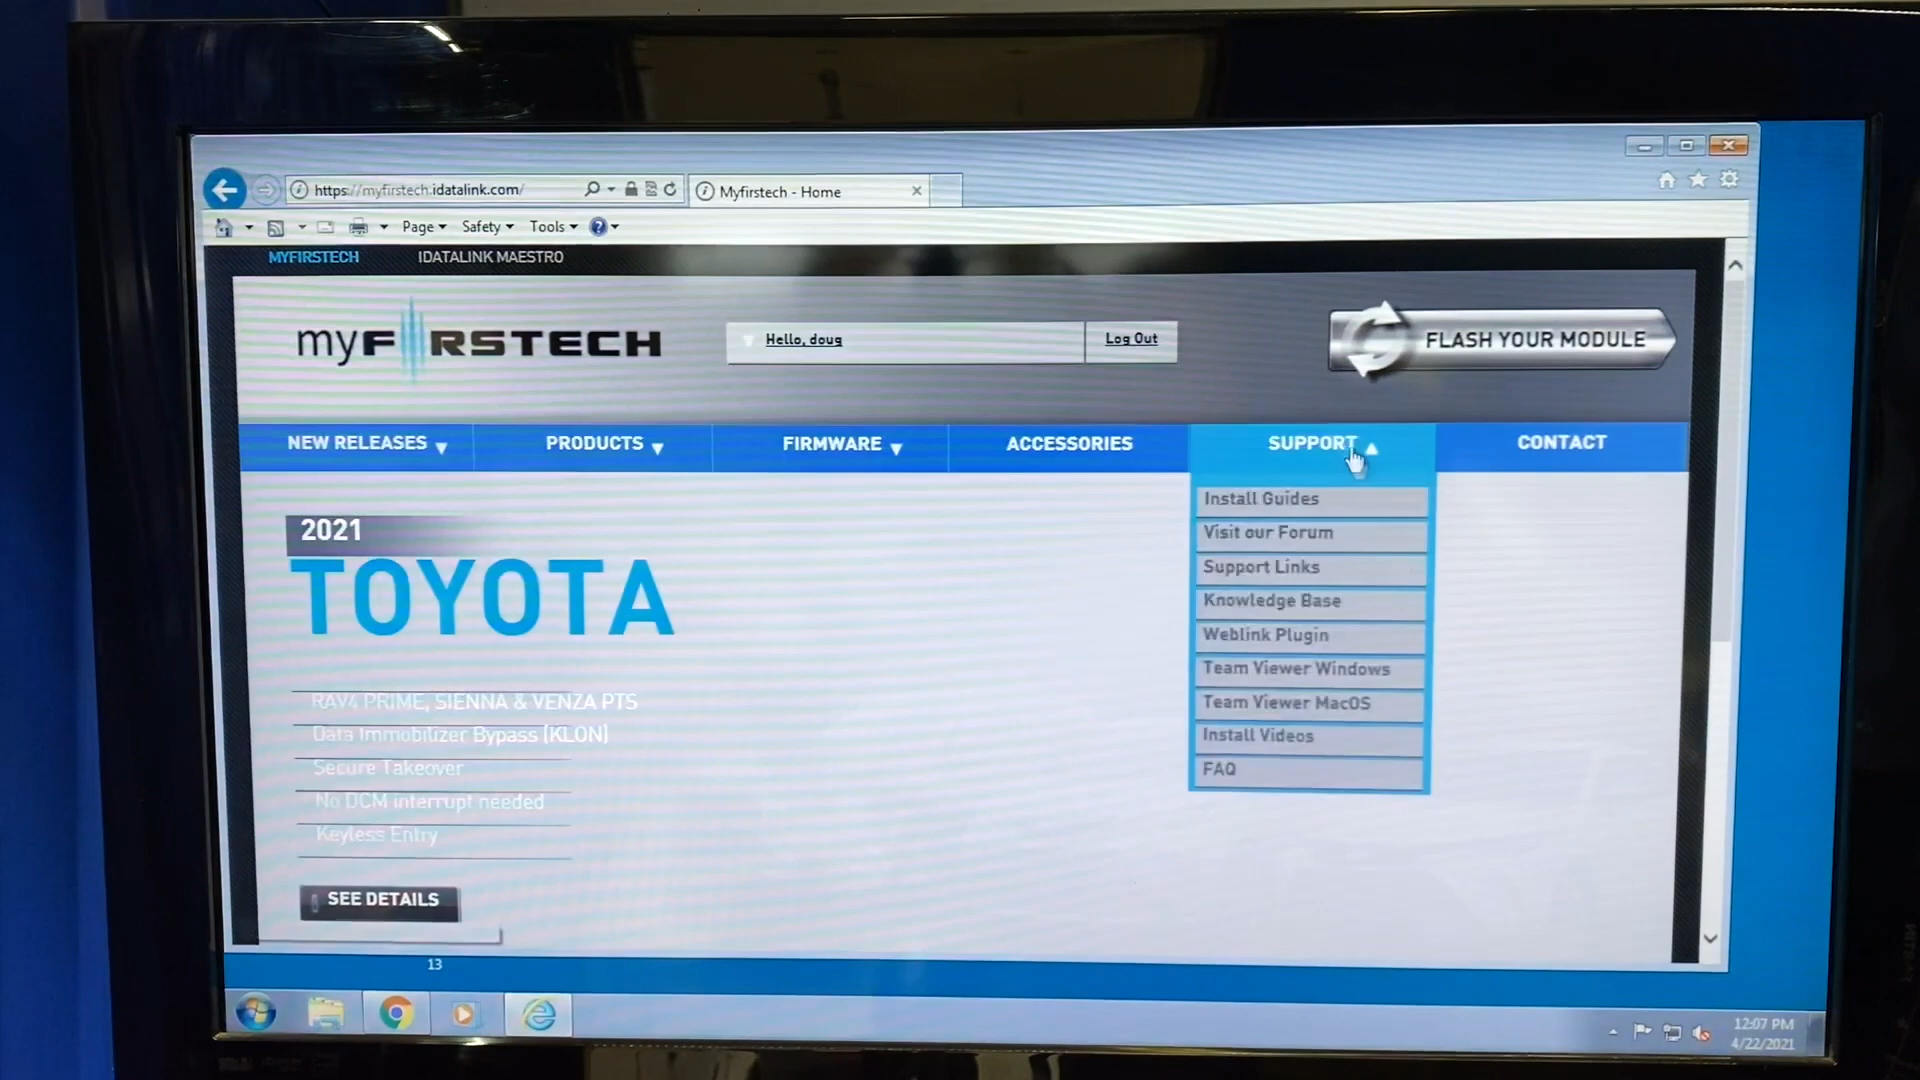 https://myfirstech.idatalink.com/
Myfirstech - Home
Page
Safety
Tools
MYFIRSTECH
IDATALINK MAESTRO
myFIRSTECH
Hello, doug
Log Out
FLASH YOUR MODULE
NEW RELEASES
PRODUCTS
FIRMWARE
ACCESSORIES
SUPPORT
CONTACT
Install Guides
Visit our Forum
Support Links
Knowledge Base
Weblink Plugin
Team Viewer Windows
Team Viewer MacOS
Install Videos
FAQ
2021
TOYOTA
RAV4 PRIME, SIENNA & VENZA PTS
Data Immobilizer Bypass (KLON)
Secure Takeover
No DCM interrupt needed
Keyless Entry
SEE DETAILS
13
12:07 PM
4/22/2021